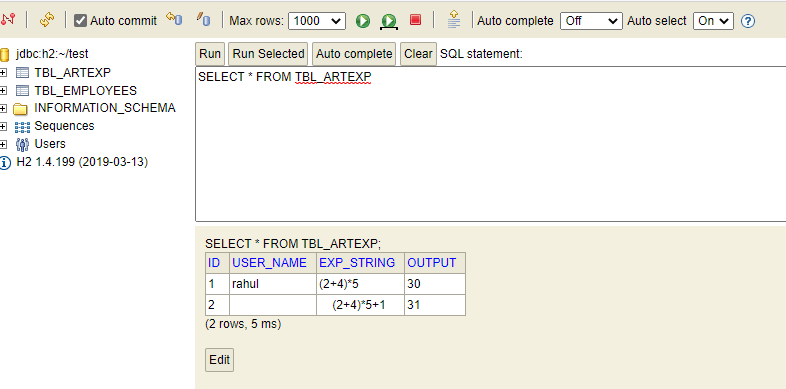 Auto commit Max rows: 1000 Auto complete Off Auto select On ?
jdbc:h2:~/test
TBL_ARTEXP
TBL_EMPLOYEES
INFORMATION_SCHEMA
Sequences
Users
H2 1.4.199 (2019-03-13)
Run Run Selected Auto complete Clear SQL statement:
SELECT * FROM TBL_ARTEXP
SELECT * FROM TBL_ARTEXP;
ID USER_NAME EXP_STRING OUTPUT
1 rahul (2+4)*5 30
2 (2+4)*5+1 31
(2 rows, 5 ms)
Edit